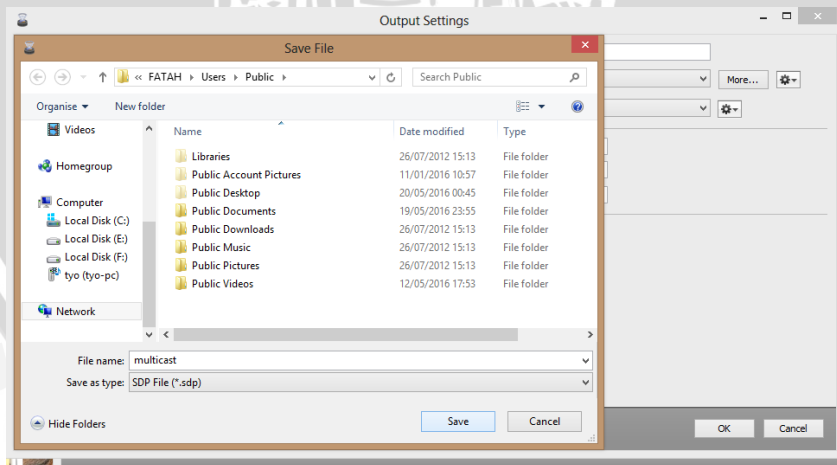 Output Settings
Save File
« FATAH Users Public
Search Public
Organise New folder
Name Date modified Type
Videos
Homegroup
Computer
Local Disk (C:)
Local Disk (E:)
Local Disk (F:)
tyo (tyo-pc)
Network
Libraries 26/07/2012 15:13 File folder
Public Account Pictures 11/01/2016 10:57 File folder
Public Desktop 20/05/2016 00:45 File folder
Public Documents 19/05/2016 23:55 File folder
Public Downloads 26/07/2012 15:13 File folder
Public Music 26/07/2012 15:13 File folder
Public Pictures 26/07/2012 15:13 File folder
Public Videos 12/05/2016 17:53 File folder
File name: multicast
Save as type: SDP File (*.sdp)
Hide Folders Save Cancel
More...
OK Cancel